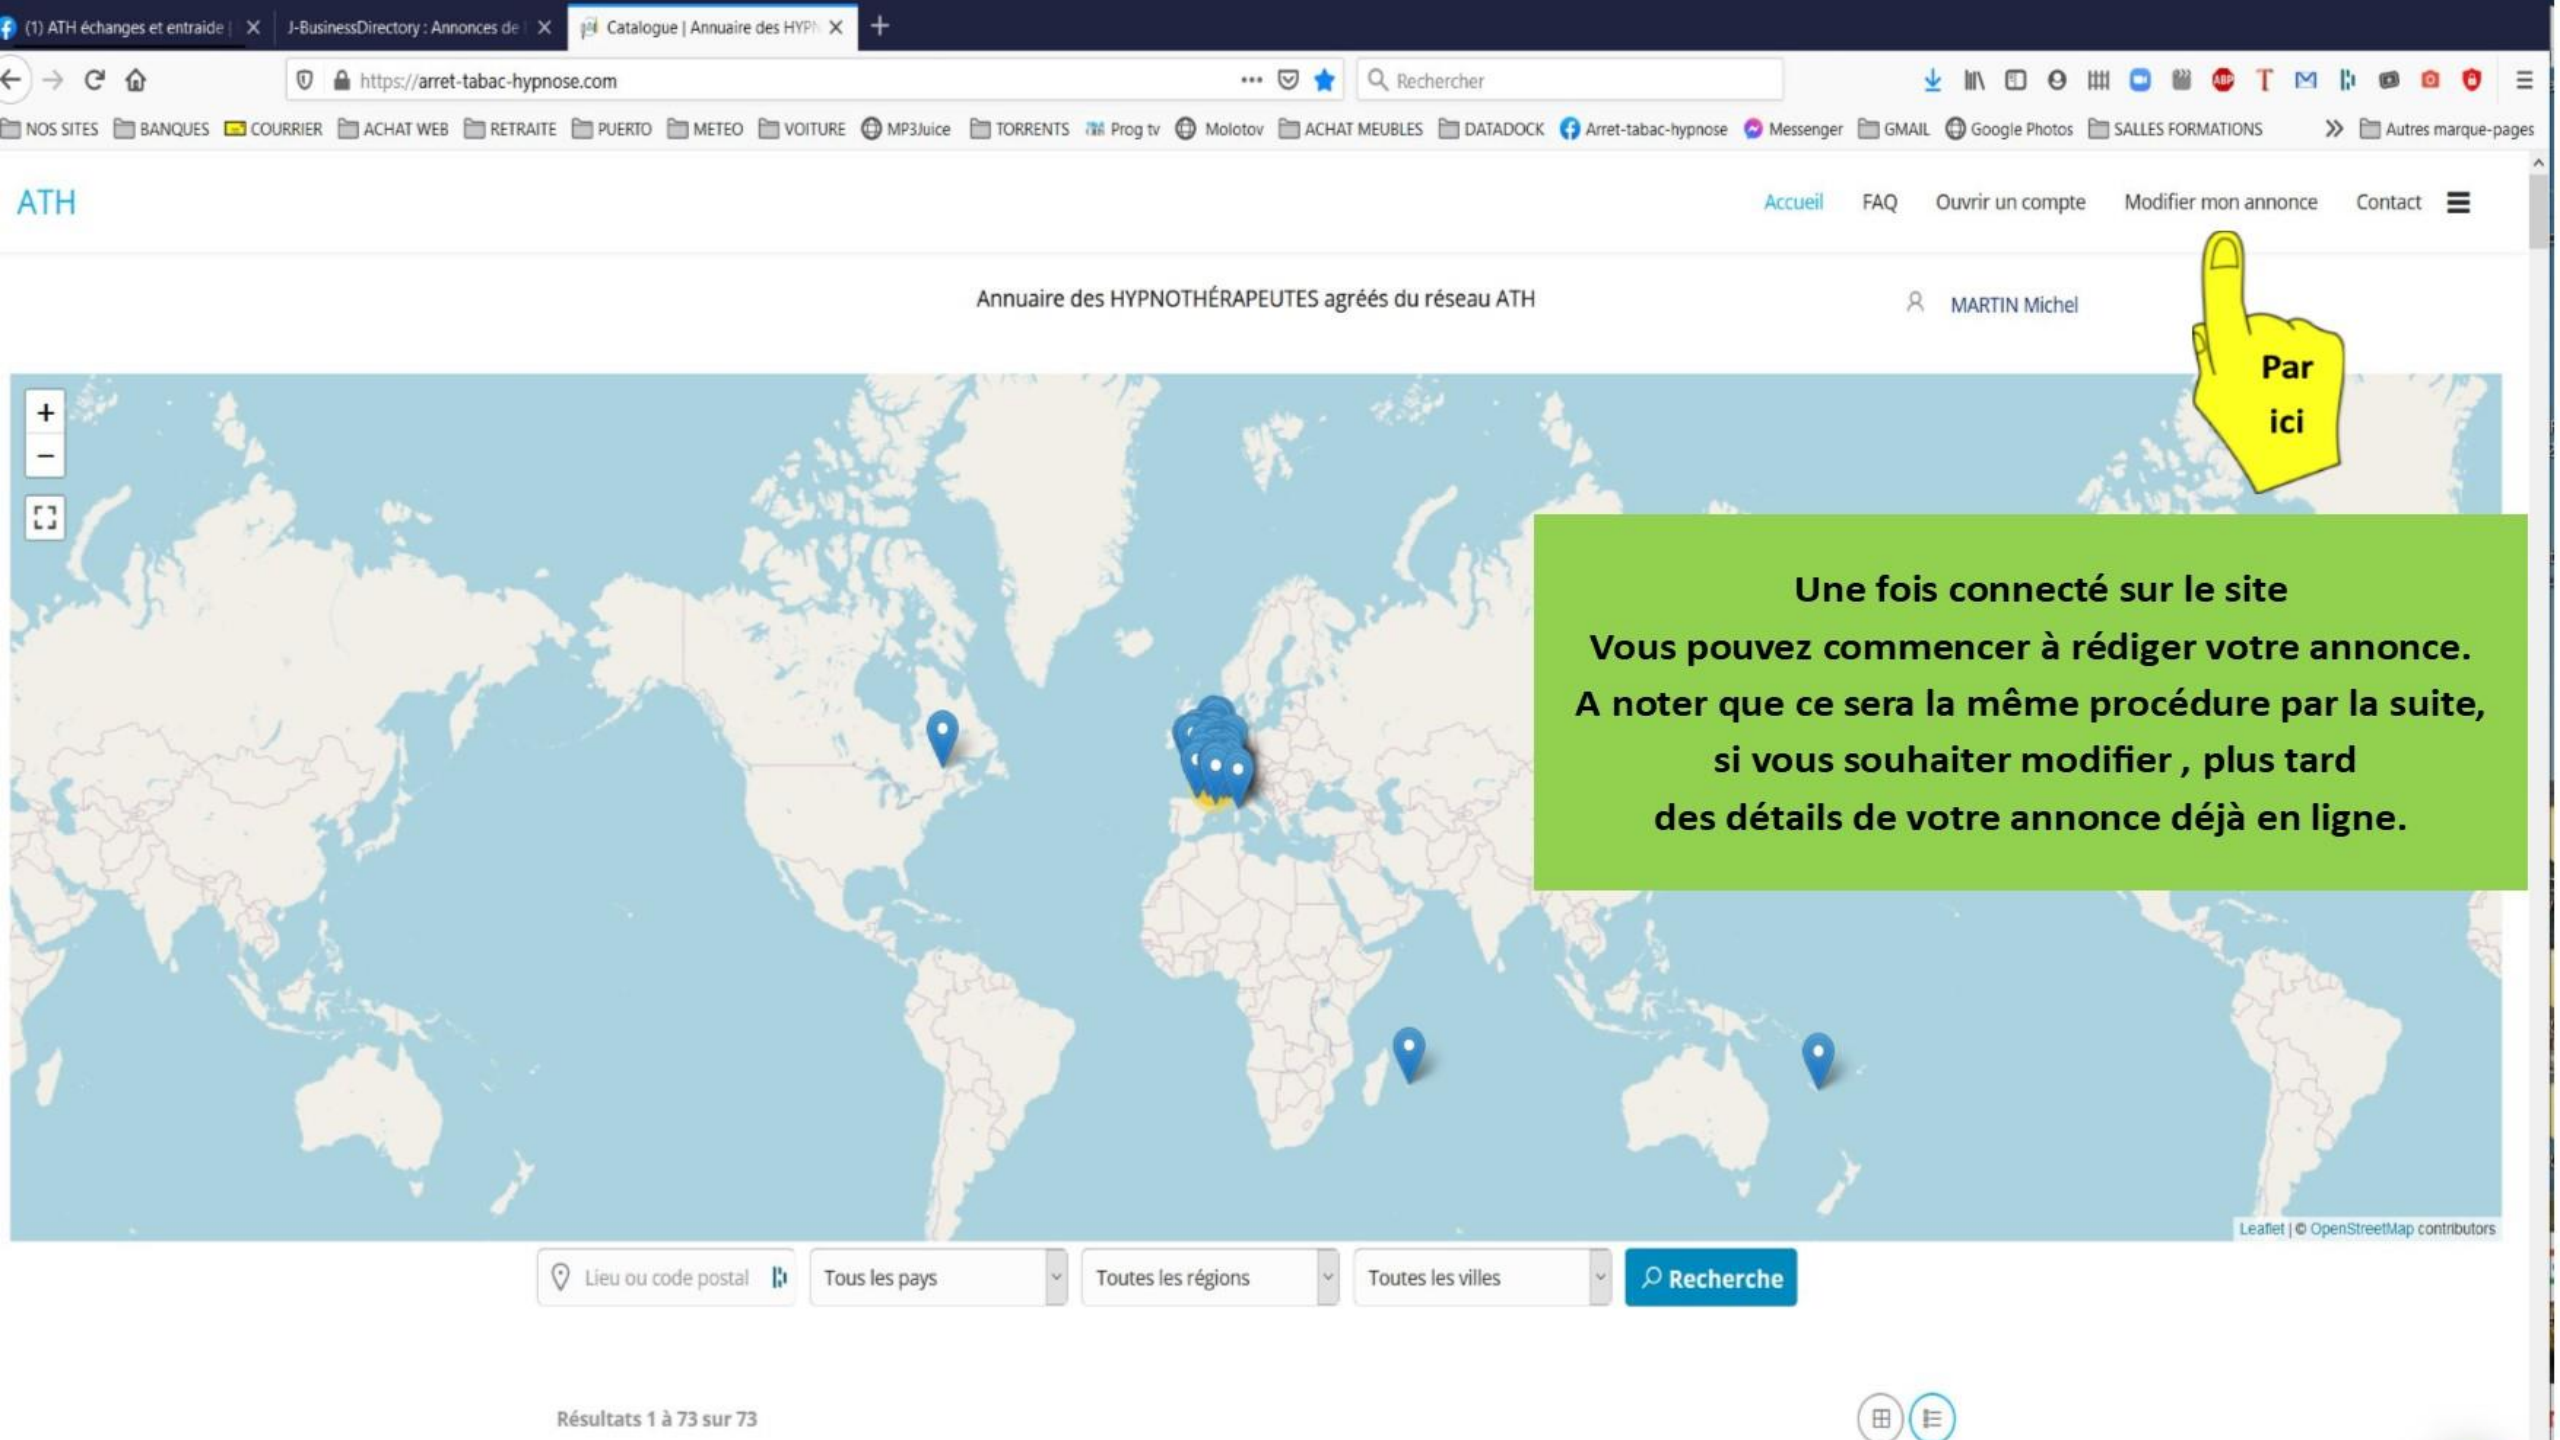 (1) ATH échanges et entraide |
J-BusinessDirectory : Annonces de
Catalogue | Annuaire des HYPN
https://arret-tabac-hypnose.com
Rechercher
ABP
NOS SITES BANQUES COURRIER ACHAT WEB RETRAITE PUERTO METEO VOITURE MP3Juice TORRENTS Prog tv Molotov ACHAT MEUBLES DATADOCK Arret-tabac-hypnose Messenger GMAIL Google Photos SALLES FORMATIONS Autres marque-pages
ATH
Accueil FAQ Ouvrir un compte Modifier mon annonce Contact
Annuaire des HYPNOTHÉRAPEUTES agréés du réseau ATH
MARTIN Michel
Par
ici
+
−
Une fois connecté sur le site
Vous pouvez commencer à rédiger votre annonce.
A noter que ce sera la même procédure par la suite,
si vous souhaiter modifier , plus tard
des détails de votre annonce déjà en ligne.
Leaflet | © OpenStreetMap contributors
Lieu ou code postal
Tous les pays
Toutes les régions
Toutes les villes
Recherche
Résultats 1 à 73 sur 73